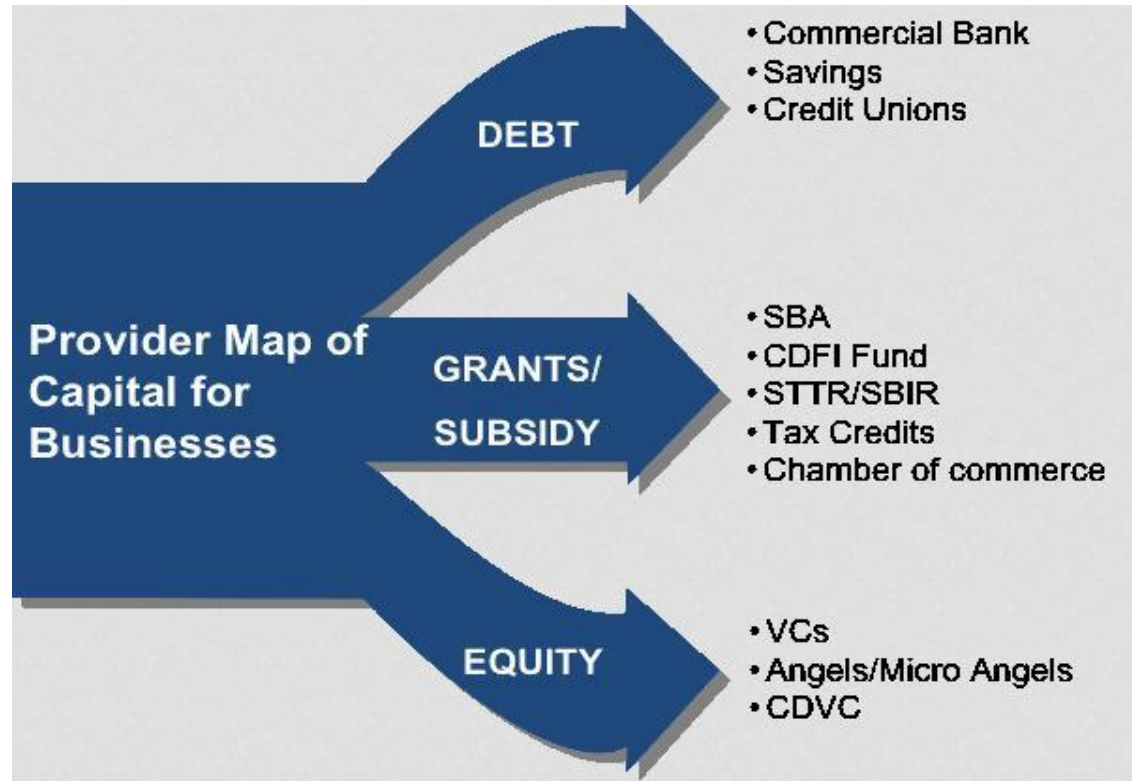 Provider Map of
Capital for
Businesses
DEBT
• Commercial Bank
• Savings
• Credit Unions
GRANTS/
SUBSIDY
• SBA
• CDFI Fund
• STTR/SBIR
• Tax Credits
• Chamber of commerce
EQUITY
• VCs
• Angels/Micro Angels
• CDVC